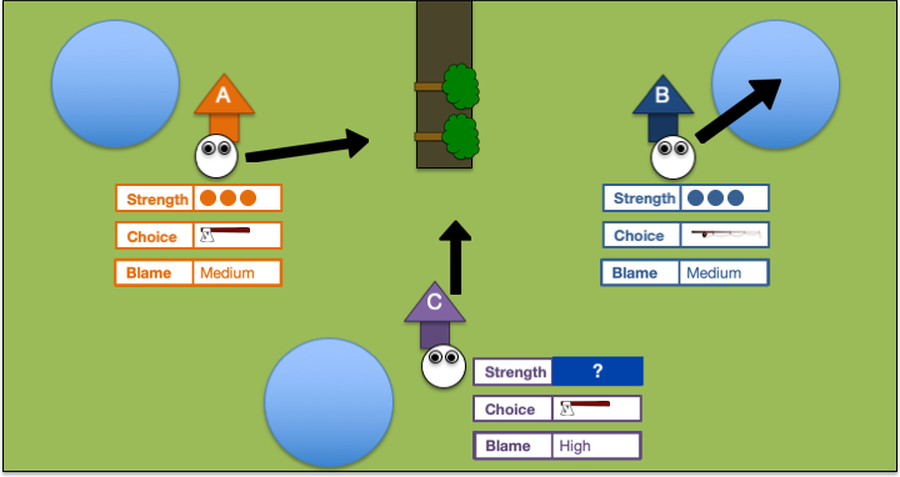 A
B
Strength
Choice
Blame Medium
Strength
Choice
Blame Medium
C
Strength ?
Choice
Blame High